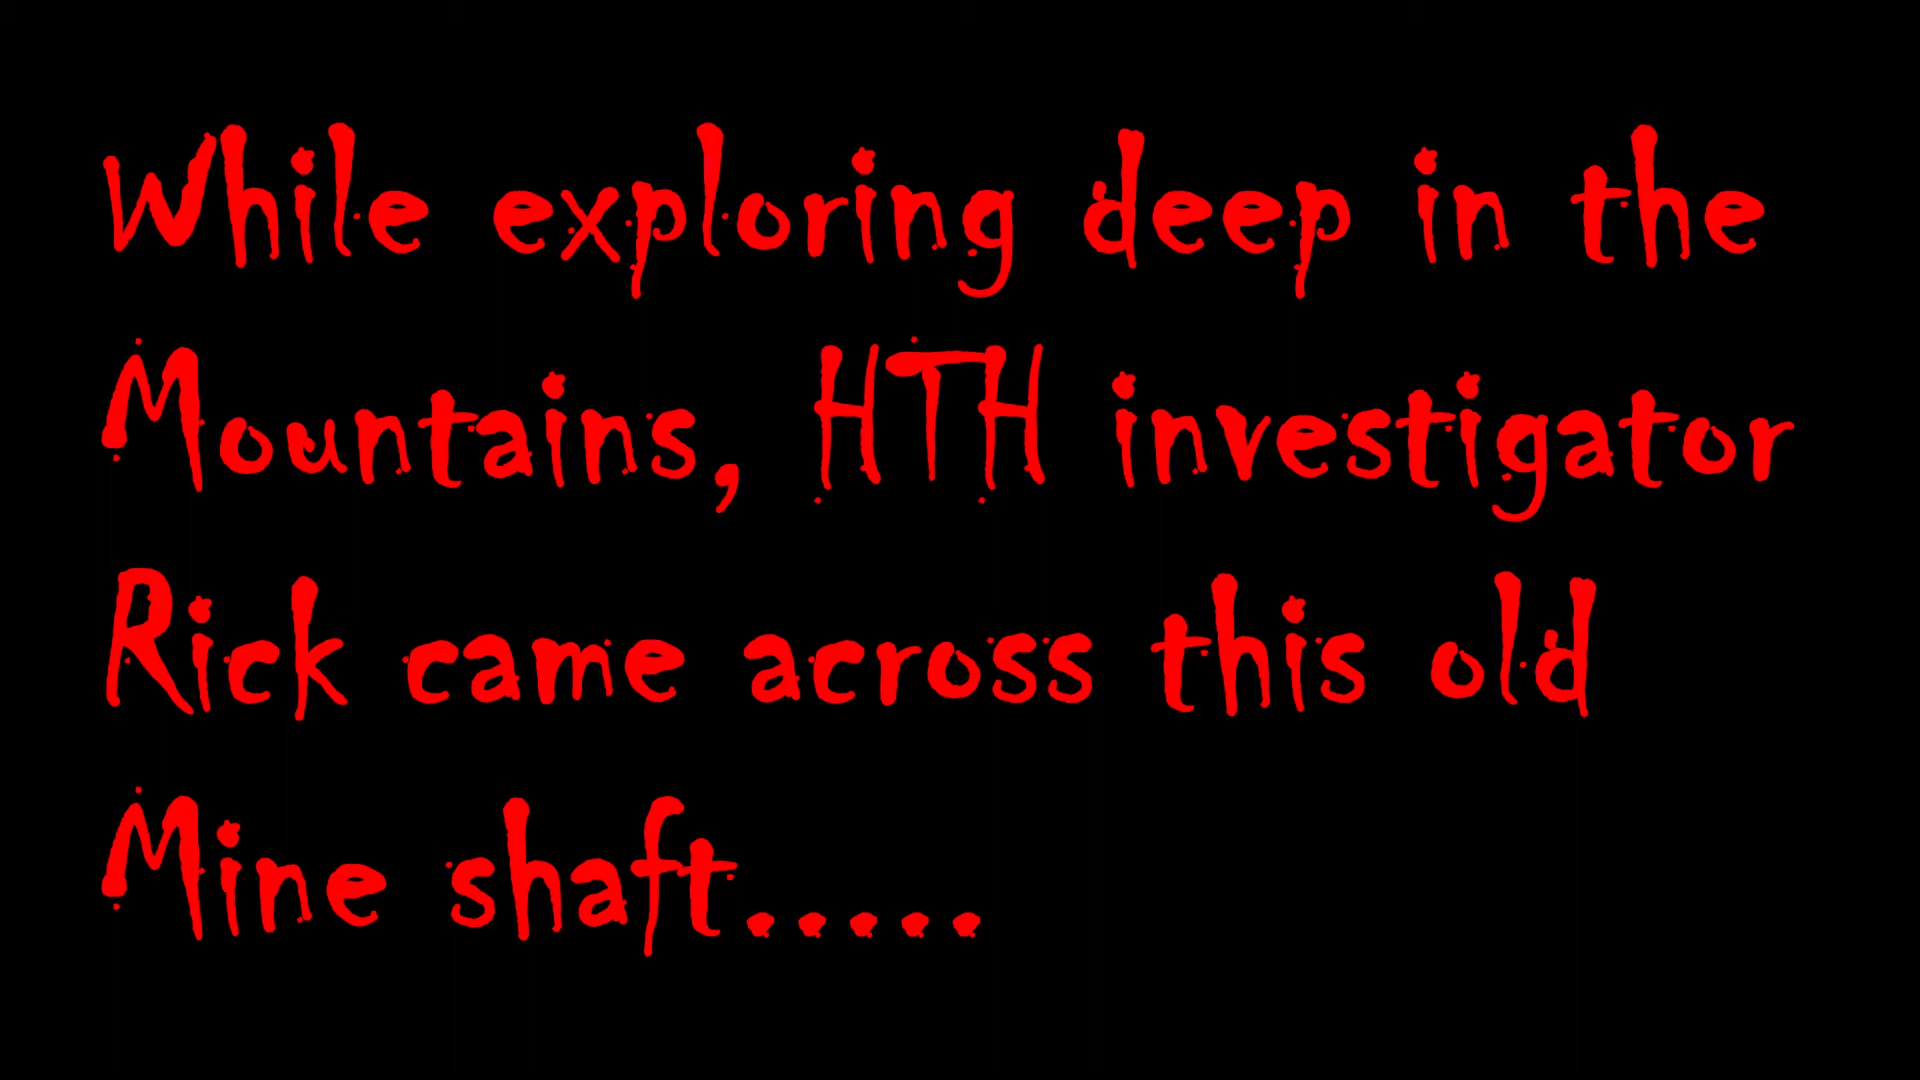 While exploring deep in the
Mountains, HTH investigator
Rick came across this old
Mine shaft.....